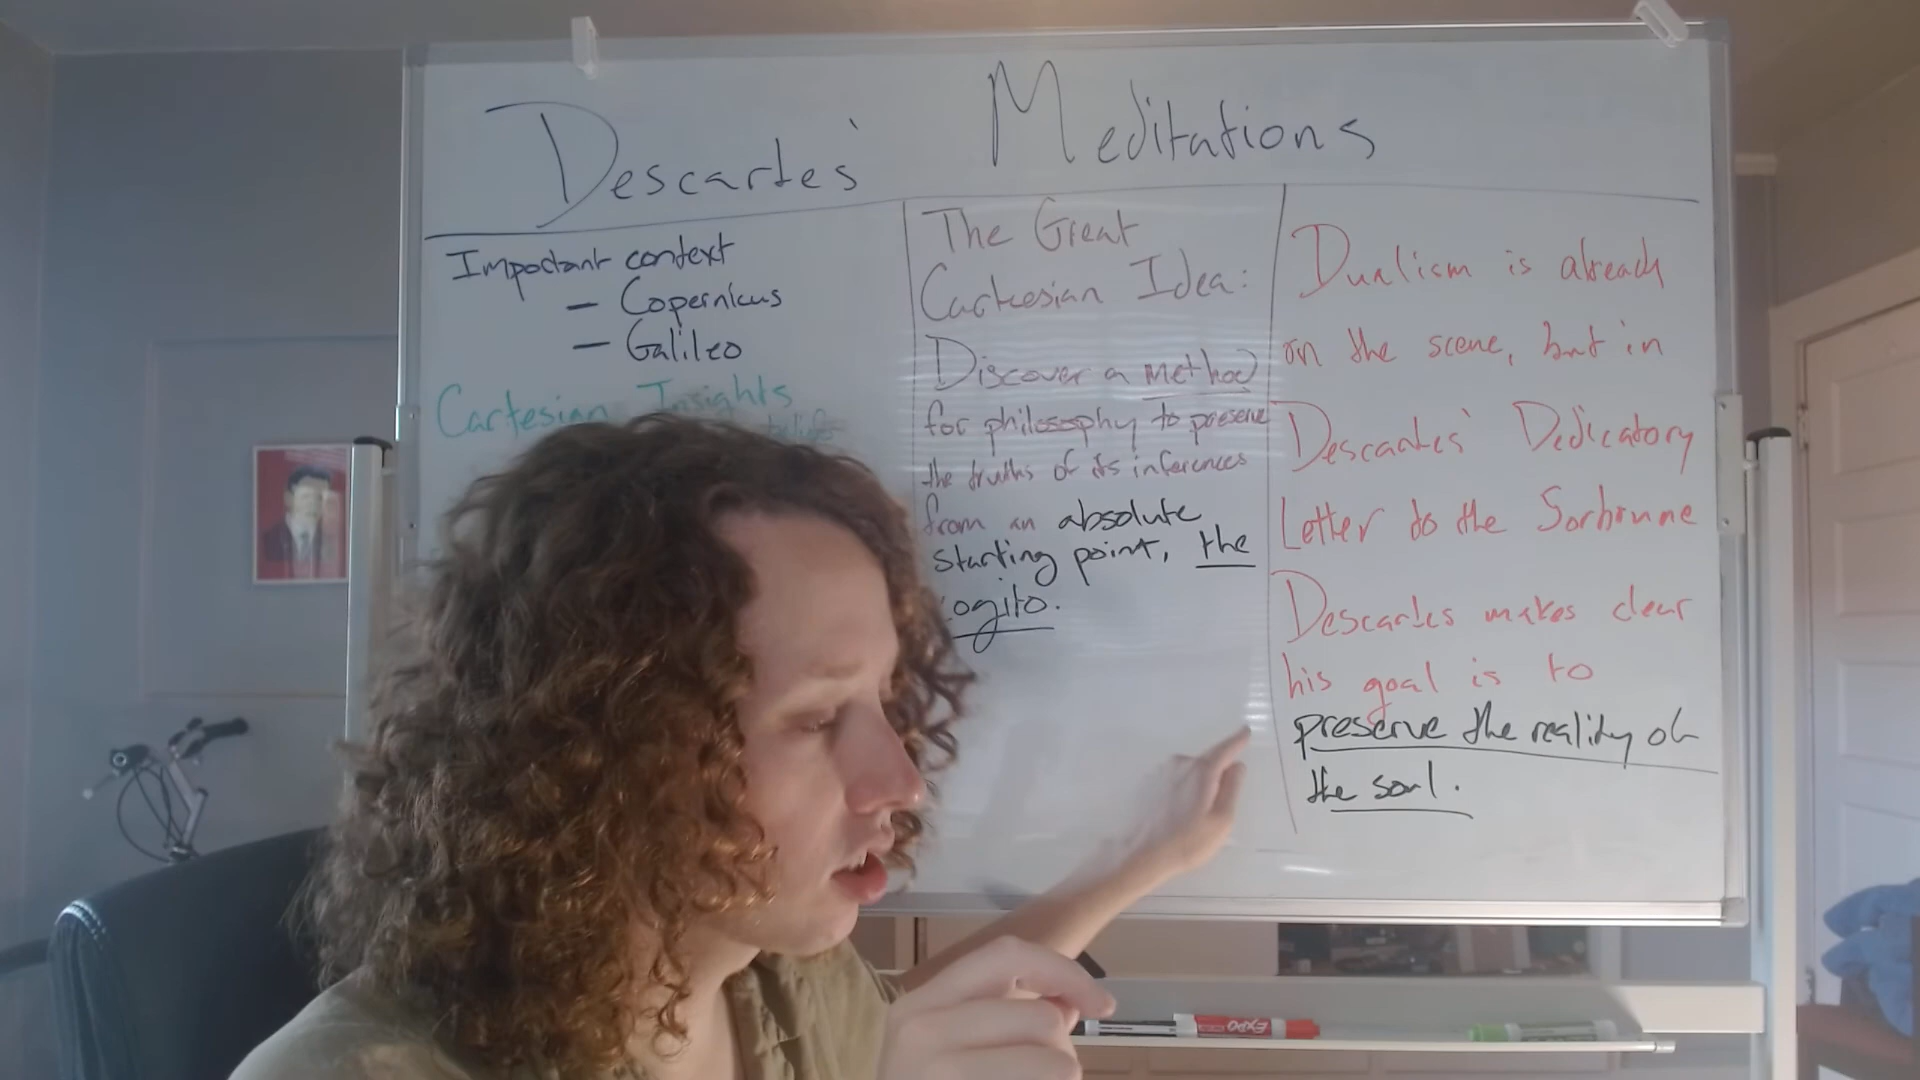 Descartes' Meditations
Important context
– Copernicus
– Galileo
Cartesian Insights
beliefs
The Great
Cartesian Idea:
Discover a method
for philosophy to preserve
the truths of its inferences
from an absolute
starting point, the
cogito.
Dualism is already
on the scene, but in
Descartes' Dedicatory
Letter to the Sorbonne
Descartes makes clear
his goal is to
preserve the reality of
the soul.
EXPO